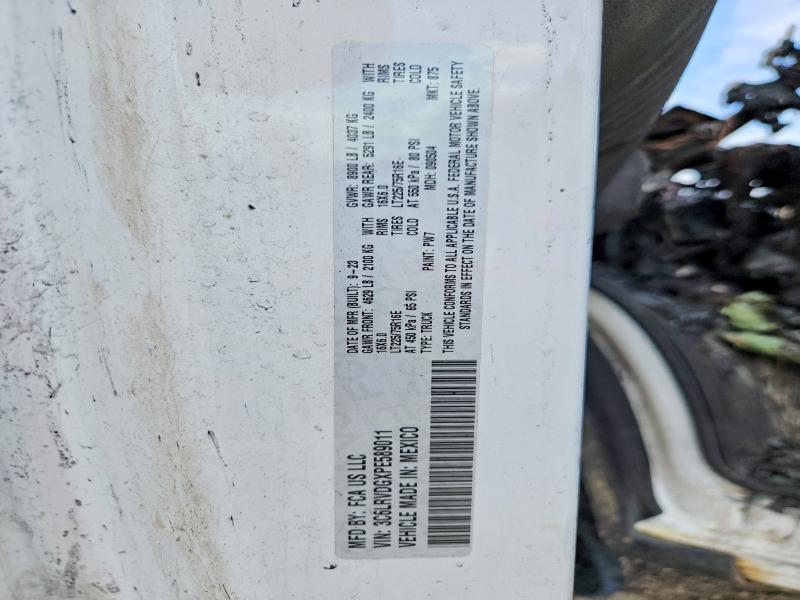 MFD BY: FCA US LLC
VIN: 3C6LRVDGXPE589011
VEHICLE MADE IN: MEXICO
DATE OF MFR (BUILT): 9-23 GVWR: 8900 LB / 4037 KG
GAWR FRONT: 4629 LB / 2100 KG WITH GAWR REAR: 5291 LB / 2400 KG WITH
16X6.0 RIMS 16X6.0 RIMS
LT225/75R16E TIRES LT225/75R16E TIRES
AT 450 kPa / 65 PSI COLD AT 550 kPa / 80 PSI COLD
TYPE: TRUCK PAINT: PW7 MDH: 090504 MKT: 875
THIS VEHICLE CONFORMS TO ALL APPLICABLE U.S.A. FEDERAL MOTOR VEHICLE SAFETY
STANDARDS IN EFFECT ON THE DATE OF MANUFACTURE SHOWN ABOVE.